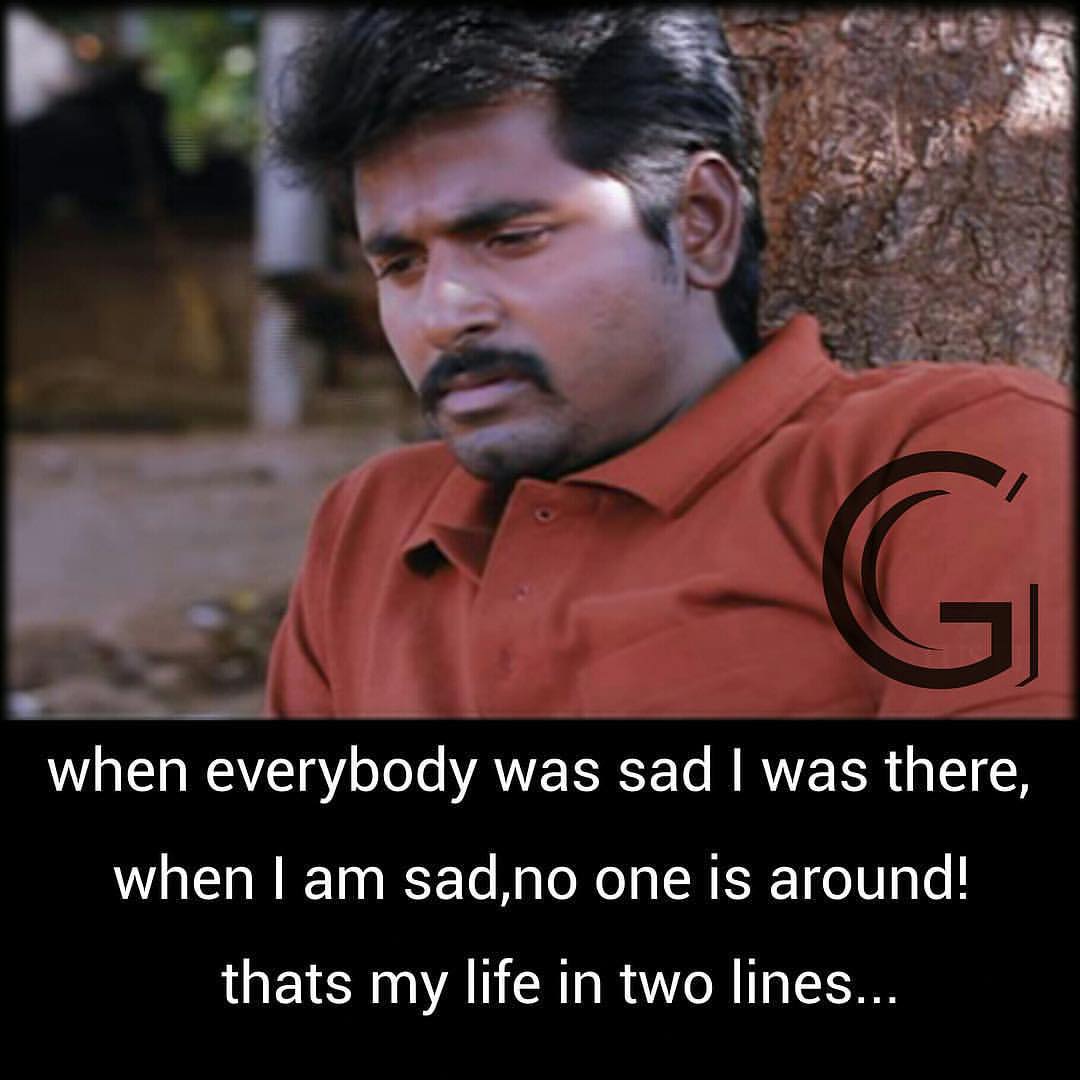 GJ
when everybody was sad I was there,
when I am sad,no one is around!
thats my life in two lines...